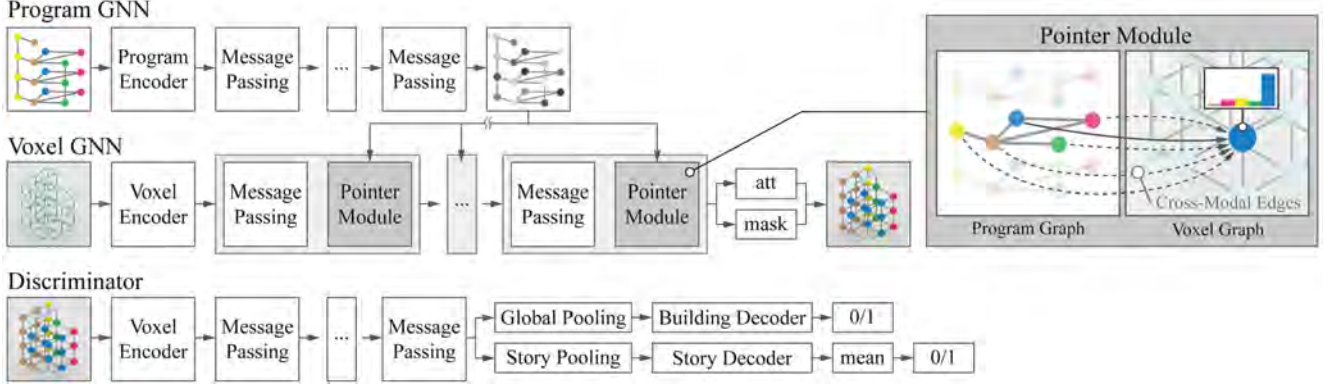 Program GNN
Program
Encoder
Message
Passing
...
Message
Passing
Voxel GNN
Voxel
Encoder
Message
Passing
Pointer
Module
...
Message
Passing
Pointer
Module
att
mask
Pointer Module
Cross-Modal Edges
Program Graph
Voxel Graph
Discriminator
Voxel
Encoder
Message
Passing
...
Message
Passing
Global Pooling
Building Decoder
0/1
Story Pooling
Story Decoder
mean
0/1